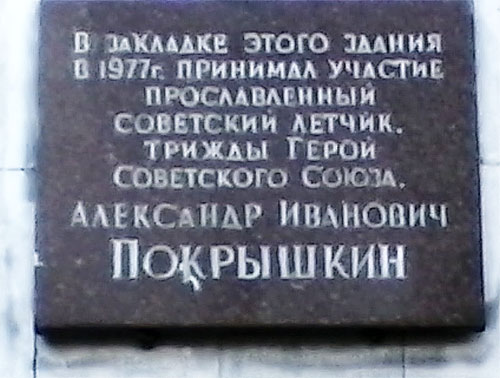 В ЗАКЛАДКЕ ЭТОГО ЗДАНИЯ
В 1977г. ПРИНИМАЛ УЧАСТИЕ
ПРОСЛАВЛЕННЫЙ
СОВЕТСКИЙ ЛЕТЧИК.
ТРИЖДЫ ГЕРОЙ
СОВЕТСКОГО СОЮЗА.
АЛЕКСАНДР ИВАНОВИЧ
ПОКРЫШКИН